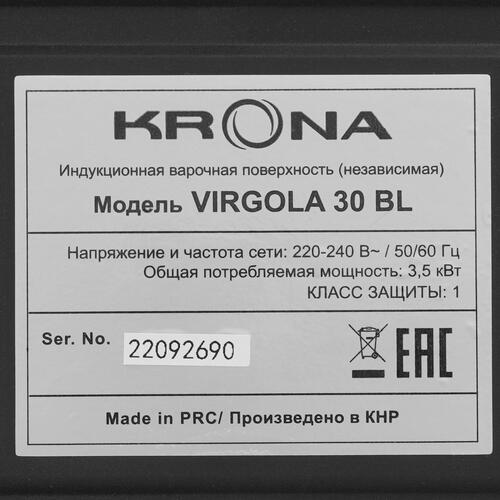 KRONA
Индукционная варочная поверхность (независимая)
Модель VIRGOLA 30 BL
Напряжение и частота сети: 220-240 В~ / 50/60 Гц
Общая потребляемая мощность: 3,5 кВт
КЛАСС ЗАЩИТЫ: 1
Ser. No. 22092690
EAC
Made in PRC/ Произведено в КНР